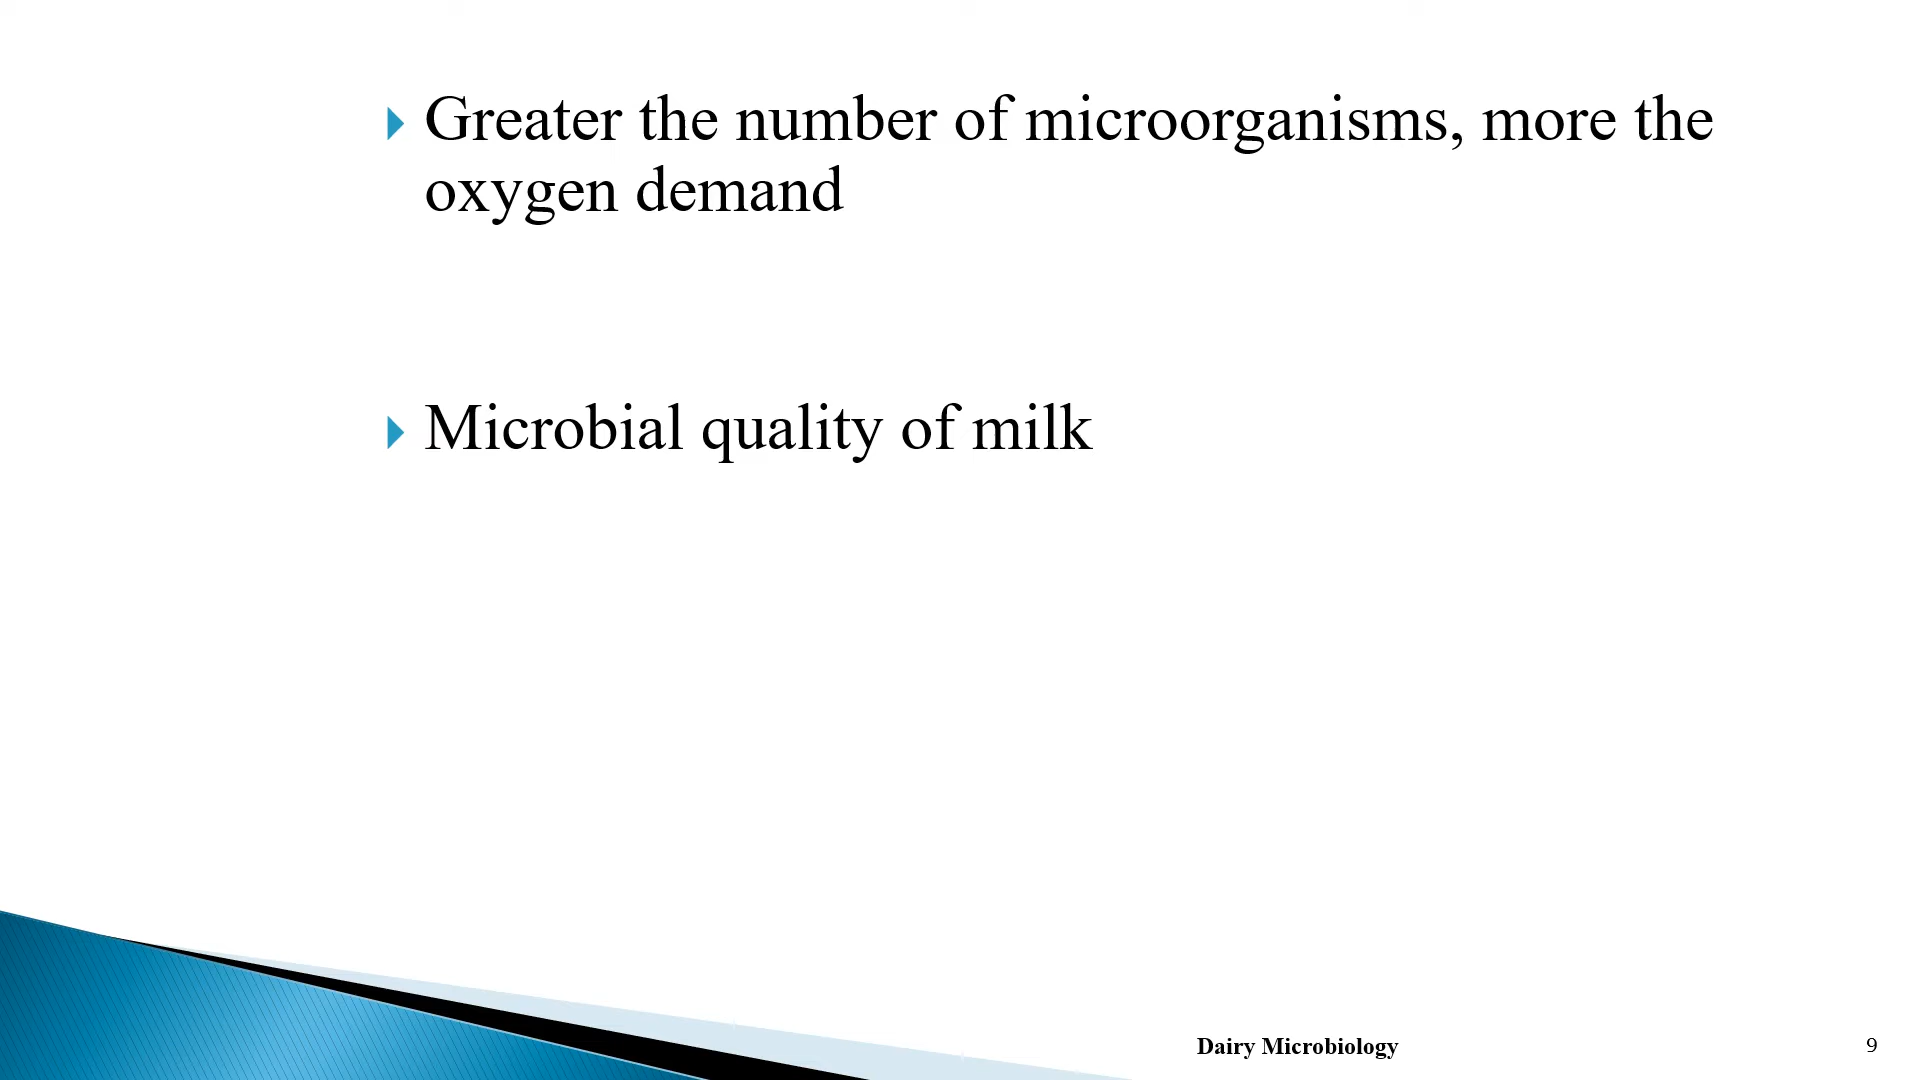 Greater the number of microorganisms, more the
oxygen demand
Microbial quality of milk
Dairy Microbiology
9